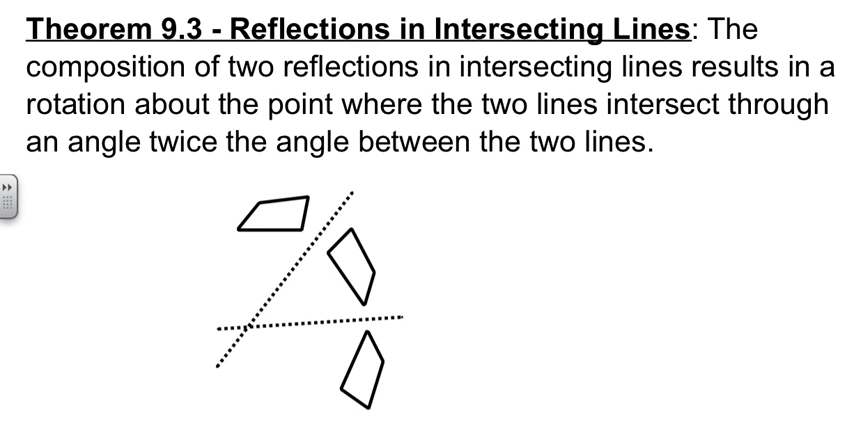 Theorem 9.3 - Reflections in Intersecting Lines: The
composition of two reflections in intersecting lines results in a
rotation about the point where the two lines intersect through
an angle twice the angle between the two lines.